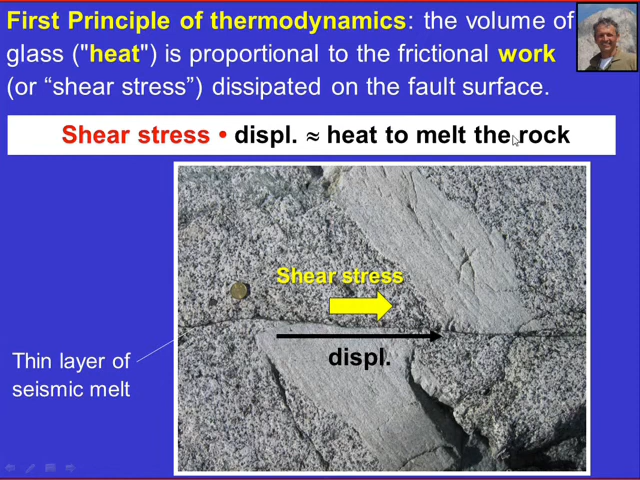 First Principle of thermodynamics: the volume of
glass ("heat") is proportional to the frictional work
(or “shear stress”) dissipated on the fault surface.
Shear stress • displ. ≈ heat to melt the rock
Shear stress
displ.
Thin layer of
seismic melt